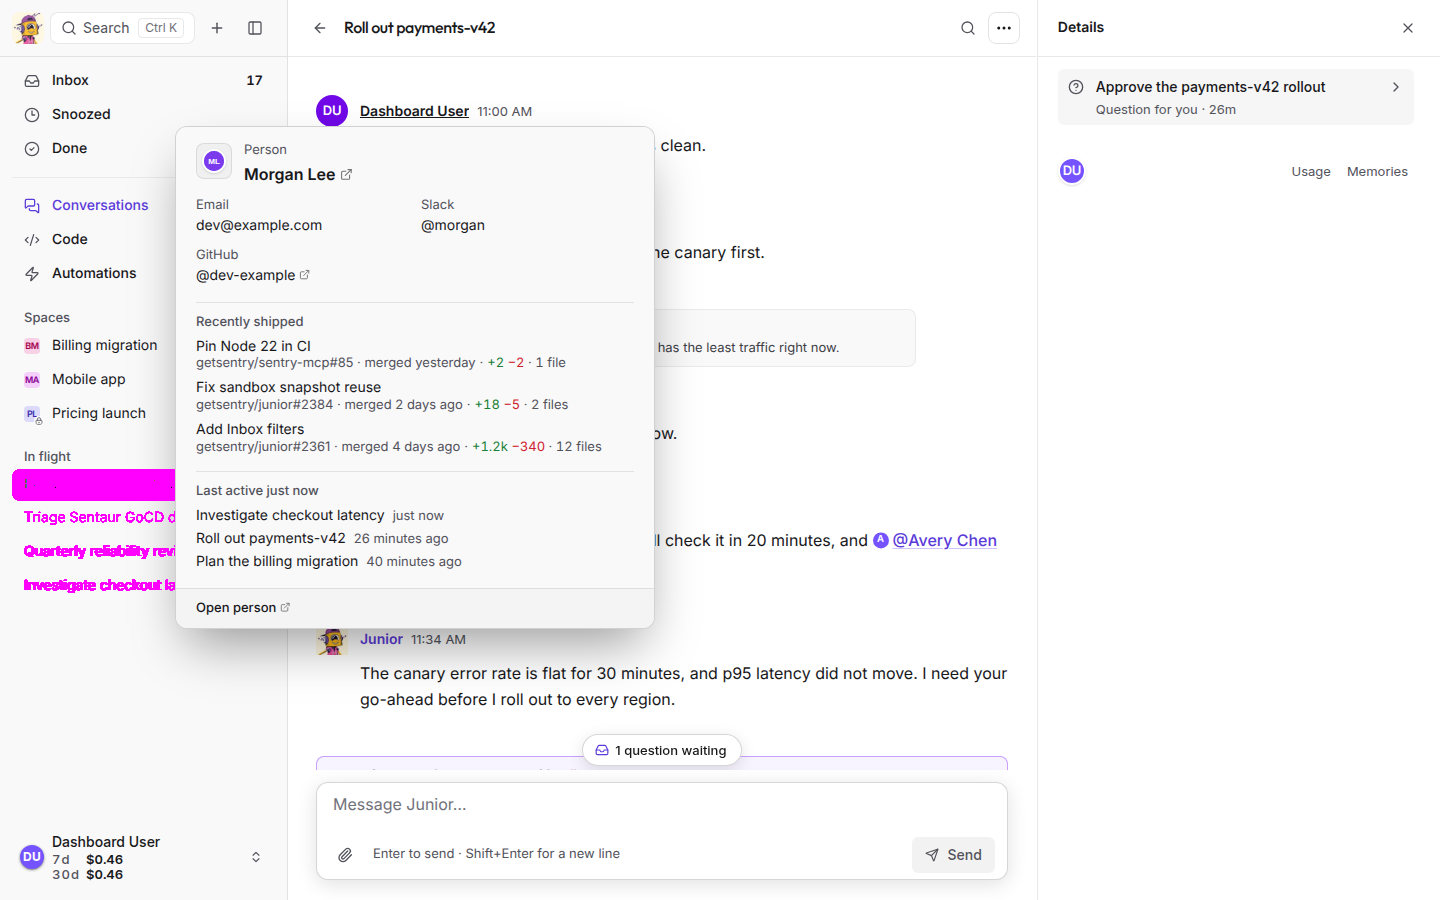 Search Ctrl K
Inbox 17
Snoozed
Done
Conversations
Code
Automations
Spaces
BM Billing migration
MA Mobile app
PL Pricing launch
In flight
Triage Sentaur GoCD
Quarterly reliability
Investigate checkout
DU Dashboard User
7d $0.46
30d $0.46
Roll out payments-v42
DU Dashboard User 11:00 AM
clean.
canary first.
has the least traffic right now.
check it in 20 minutes, and A @Avery Chen
Person
ML Morgan Lee
Email Slack
dev@example.com @morgan
GitHub
@dev-example
Recently shipped
Pin Node 22 in CI
getsentry/sentry-mcp#85 · merged yesterday · +2 −2 · 1 file
Fix sandbox snapshot reuse
getsentry/junior#2384 · merged 2 days ago · +18 −5 · 2 files
Add Inbox filters
getsentry/junior#2361 · merged 4 days ago · +1.2k −340 · 12 files
Last active just now
Investigate checkout latency just now
Roll out payments-v42 26 minutes ago
Plan the billing migration 40 minutes ago
Open person
Junior 11:34 AM
The canary error rate is flat for 30 minutes, and p95 latency did not move. I need your
go-ahead before I roll out to every region.
1 question waiting
Message Junior...
Enter to send · Shift+Enter for a new line
Send
Details
Approve the payments-v42 rollout
Question for you · 26m
DU Usage Memories